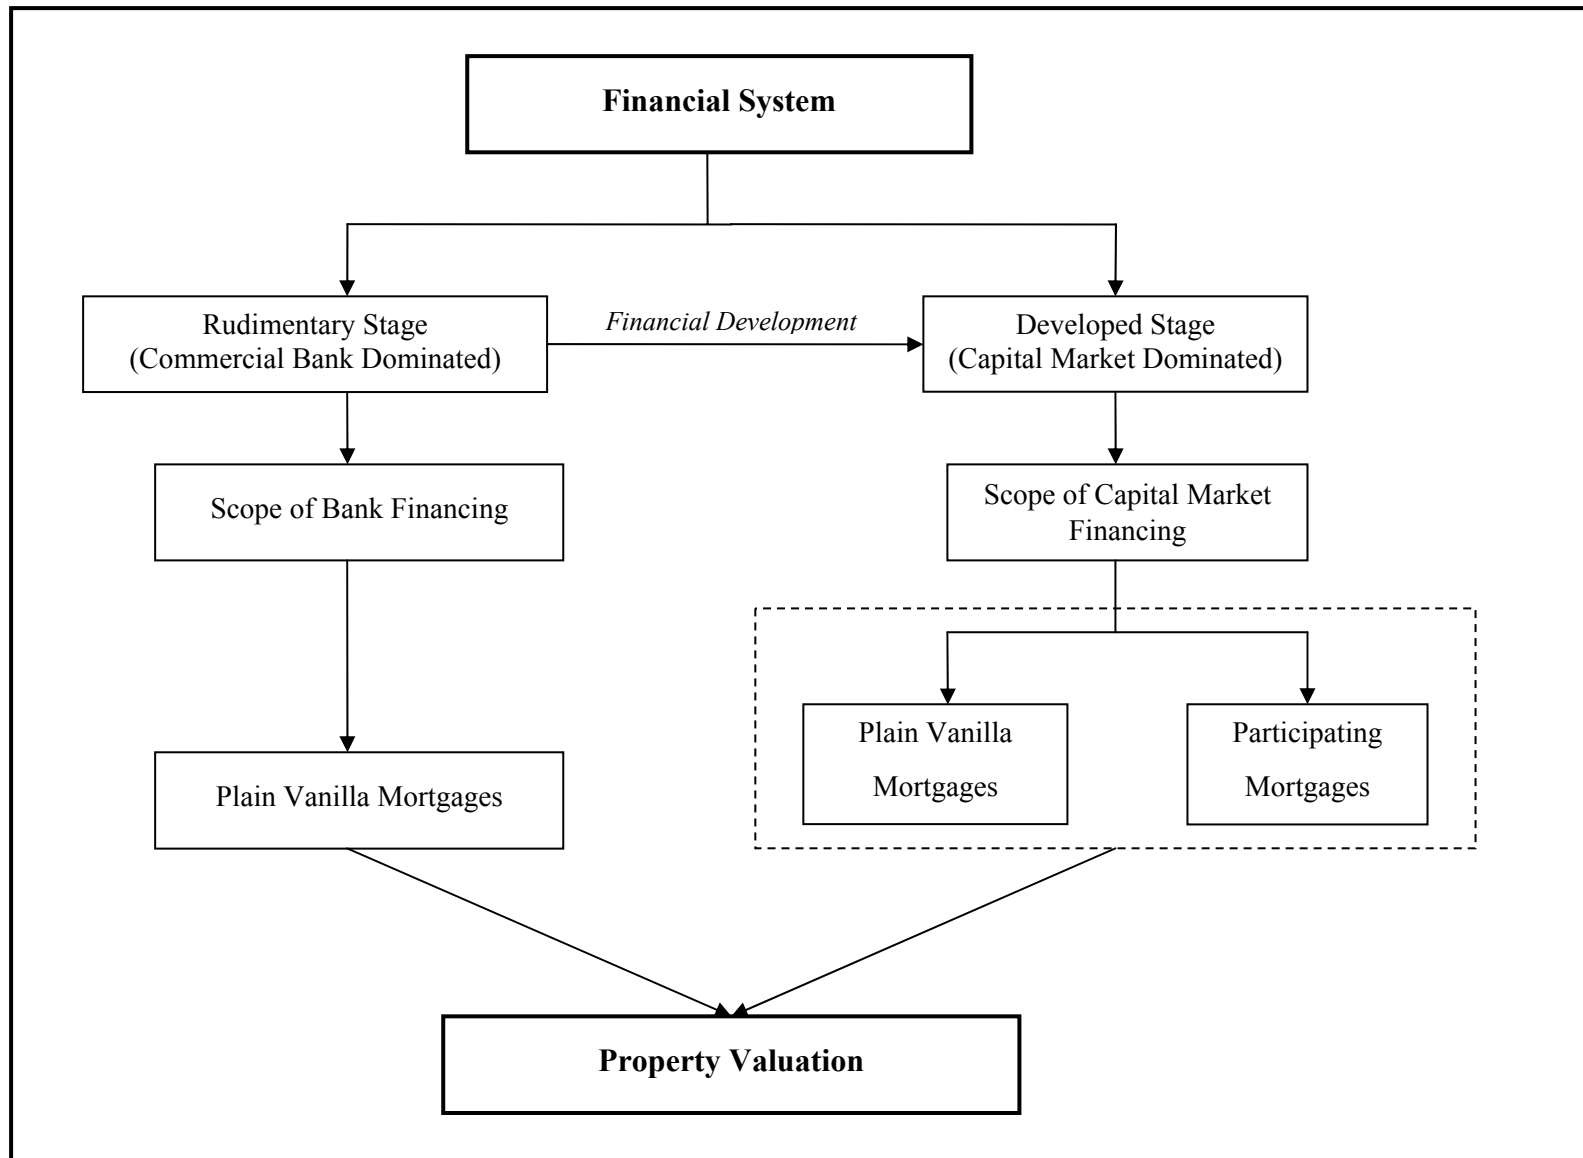 Financial System
Rudimentary Stage
(Commercial Bank Dominated)
Financial Development
Developed Stage
(Capital Market Dominated)
Scope of Bank Financing
Scope of Capital Market
Financing
Plain Vanilla Mortgages
Plain Vanilla
Mortgages
Participating
Mortgages
Property Valuation